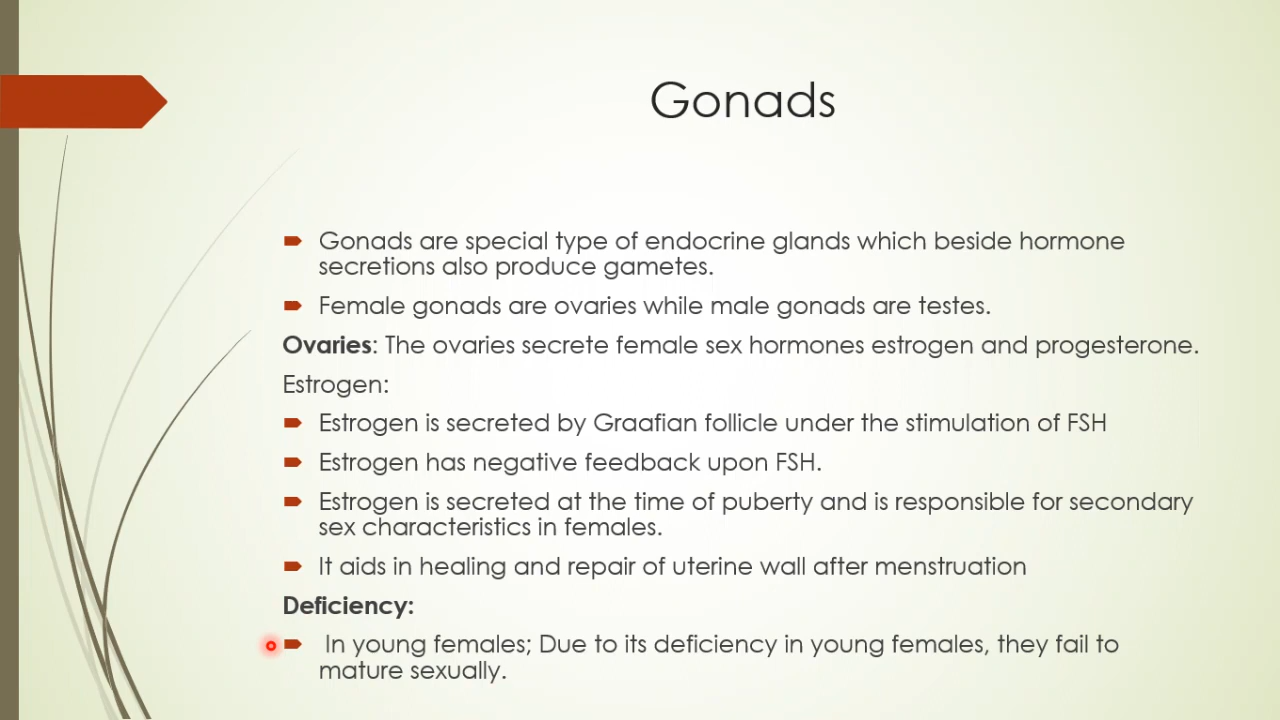 Gonads
Gonads are special type of endocrine glands which beside hormone
secretions also produce gametes.
Female gonads are ovaries while male gonads are testes.
Ovaries: The ovaries secrete female sex hormones estrogen and progesterone.
Estrogen:
Estrogen is secreted by Graafian follicle under the stimulation of FSH
Estrogen has negative feedback upon FSH.
Estrogen is secreted at the time of puberty and is responsible for secondary
sex characteristics in females.
It aids in healing and repair of uterine wall after menstruation
Deficiency:
In young females; Due to its deficiency in young females, they fail to
mature sexually.